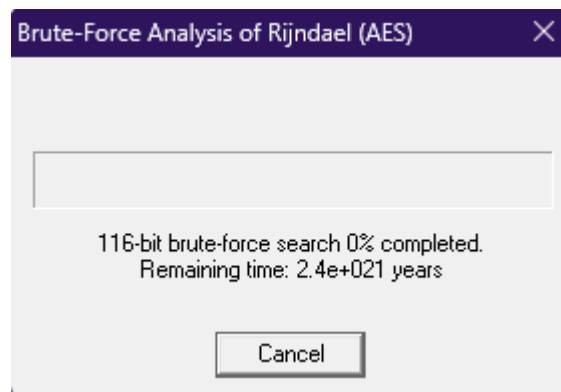 Brute-Force Analysis of Rijndael (AES)
116-bit brute-force search 0% completed.
Remaining time: 2.4e+021 years
Cancel